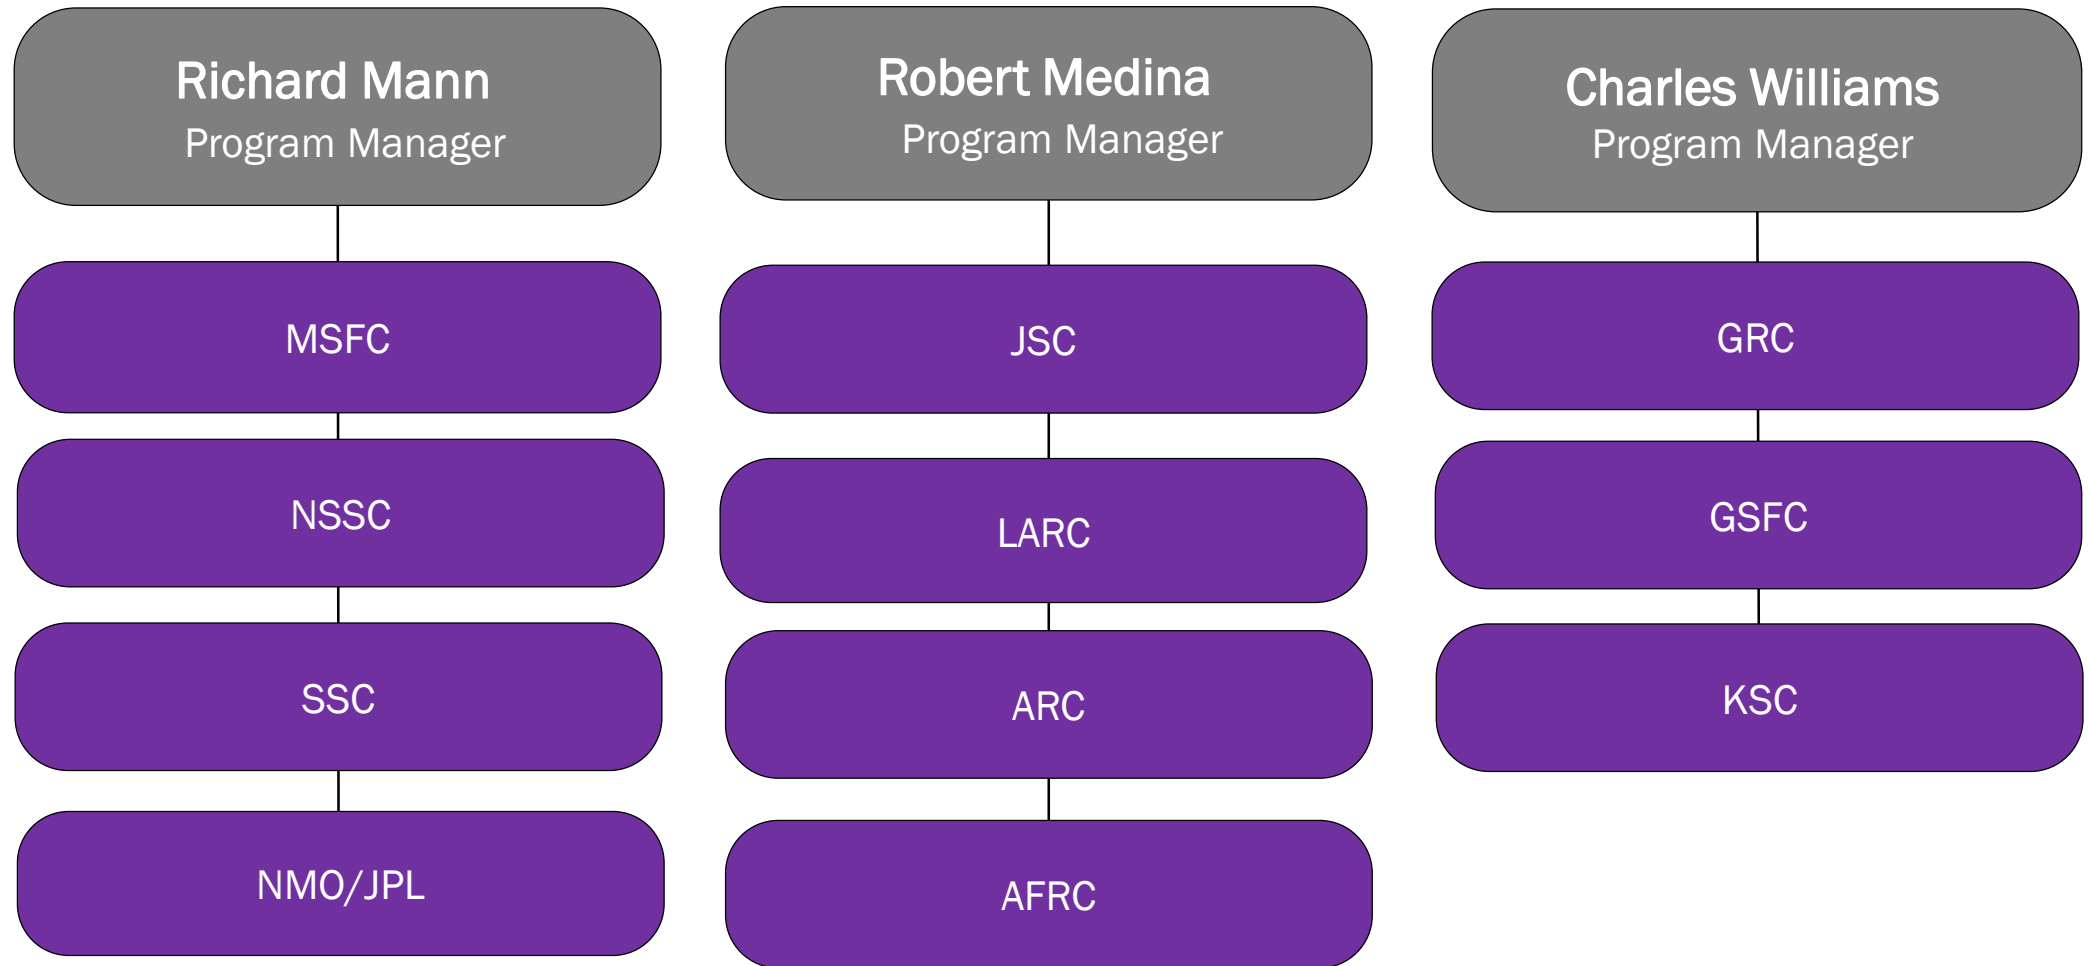 Richard Mann
Program Manager
MSFC
NSSC
SSC
NMO/JPL
Robert Medina
Program Manager
JSC
LARC
ARC
AFRC
Charles Williams
Program Manager
GRC
GSFC
KSC